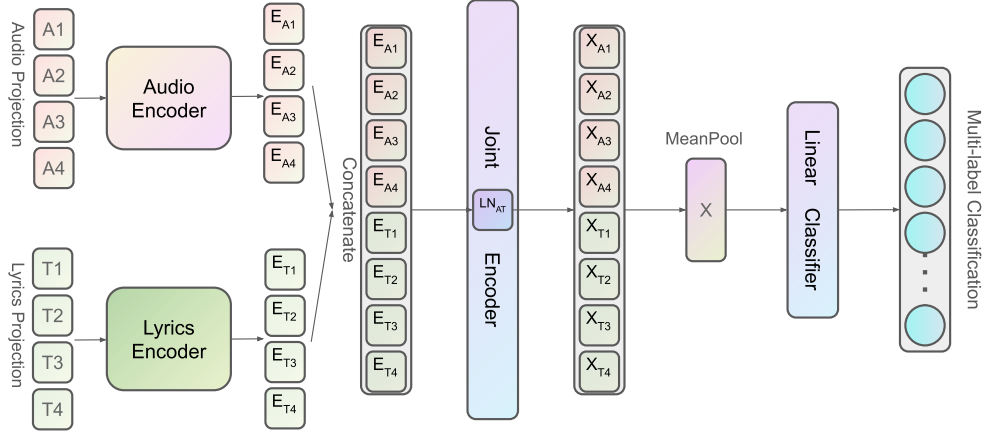 Audio Projection
A1
A2
A3
A4
Audio
Encoder
EA1
EA2
EA3
EA4
Lyrics Projection
T1
T2
T3
T4
Lyrics
Encoder
ET1
ET2
ET3
ET4
Concatenate
EA1
EA2
EA3
EA4
ET1
ET2
ET3
ET4
Joint
LNAT
Encoder
XA1
XA2
XA3
XA4
XT1
XT2
XT3
XT4
MeanPool
X
Linear Classifier
Multi-label Classification